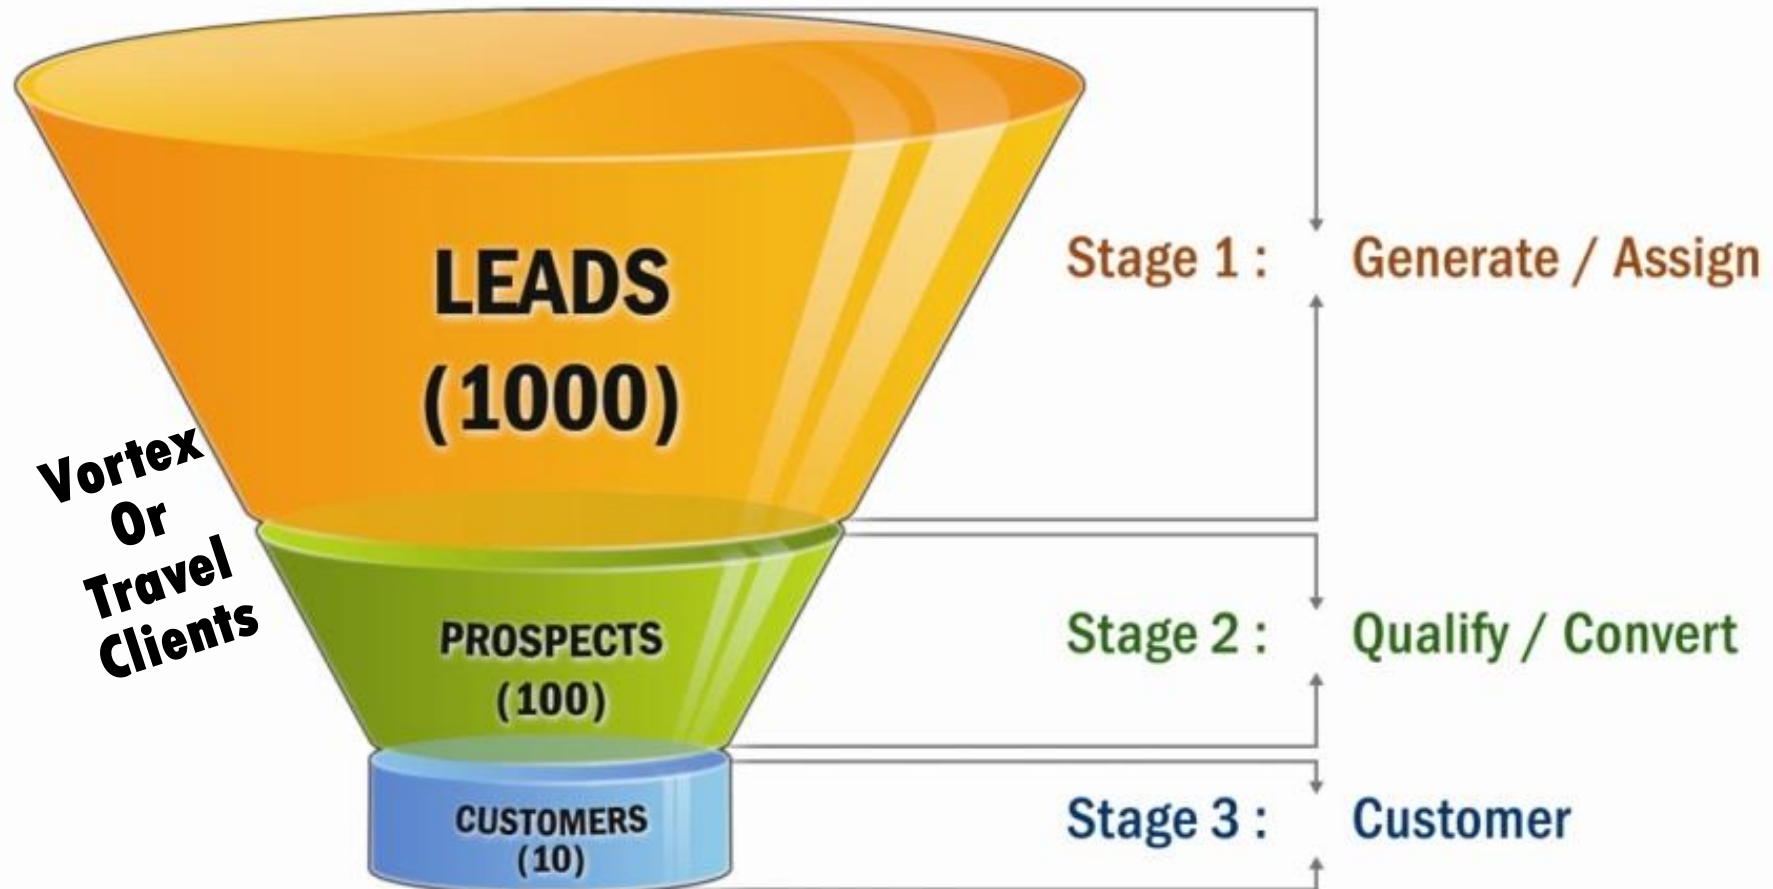 LEADS
(1000)
Stage 1 : Generate / Assign
Vortex
Or
Travel
Clients
PROSPECTS
(100)
Stage 2 : Qualify / Convert
CUSTOMERS
(10)
Stage 3 : Customer